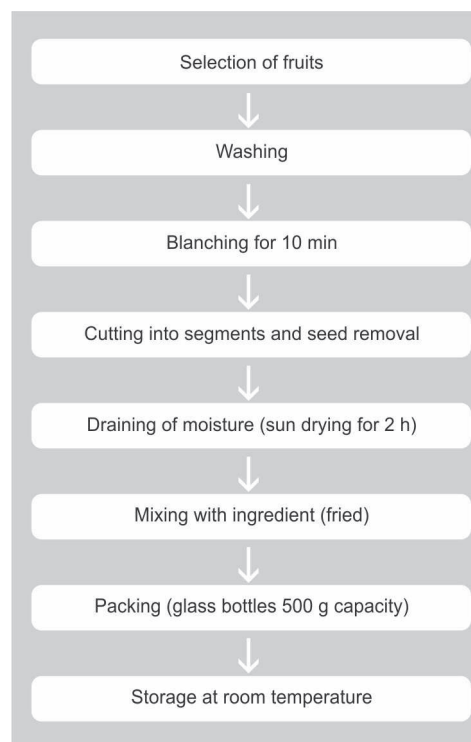 Selection of fruits
Washing
Blanching for 10 min
Cutting into segments and seed removal
Draining of moisture (sun drying for 2 h)
Mixing with ingredient (fried)
Packing (glass bottles 500 g capacity)
Storage at room temperature